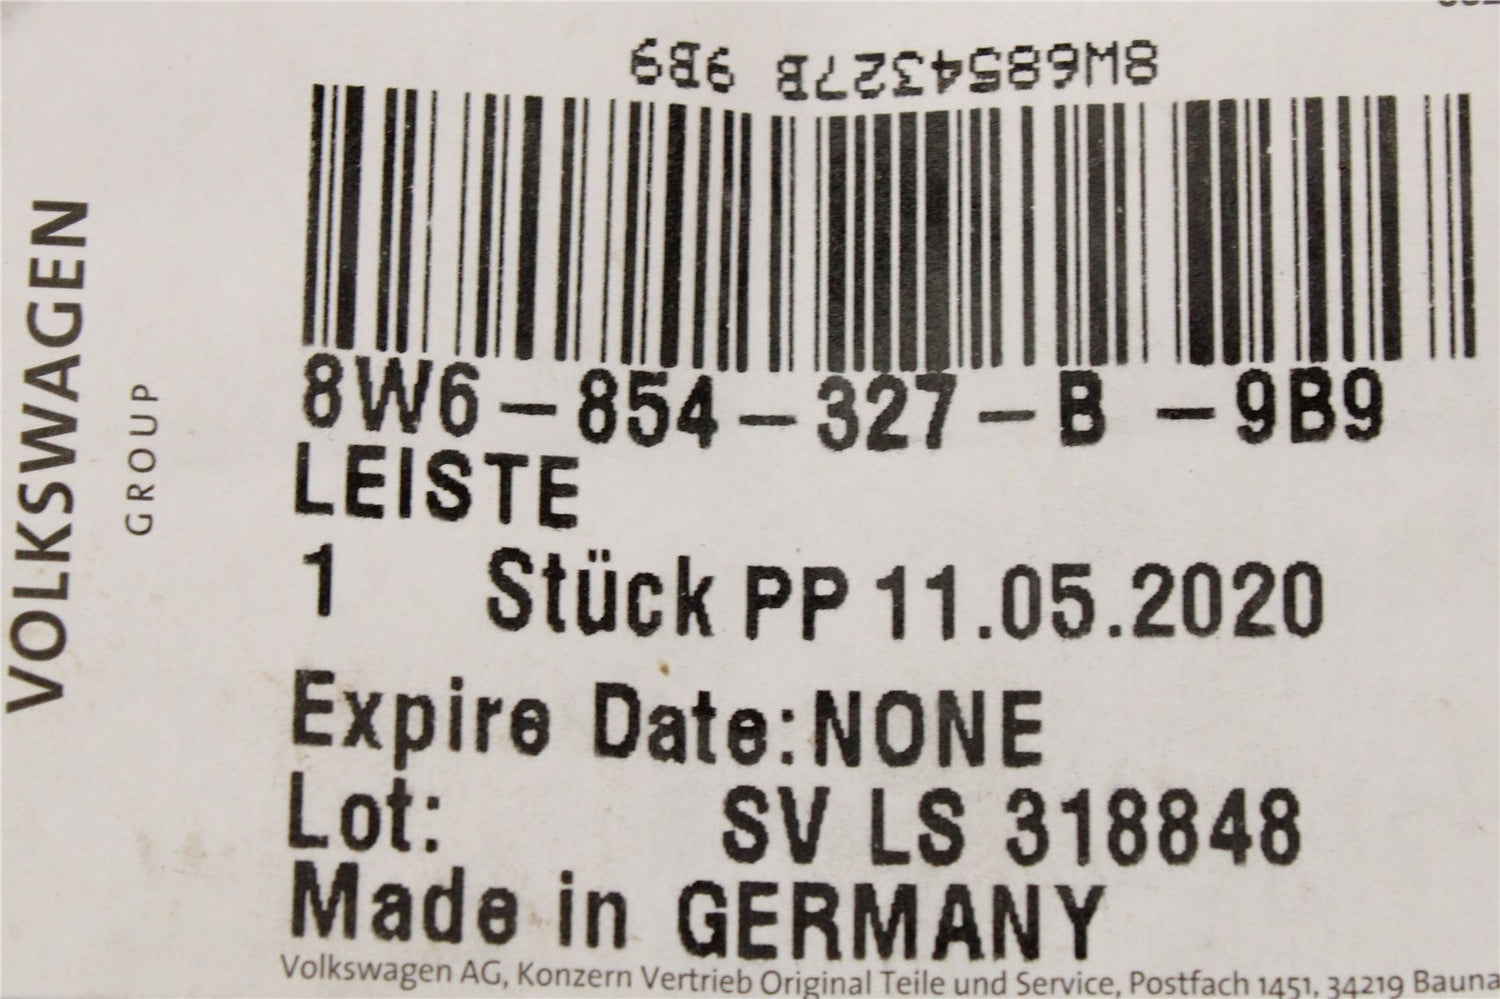 8W6854327B 9B9
8W6-854-327-B -9B9
LEISTE
1 Stück PP 11.05.2020
Expire Date:NONE
Lot: SV LS 318848
Made in GERMANY
Volkswagen AG, Konzern Vertrieb Original Teile und Service, Postfach 1451, 34219 Bauna
VOLKSWAGEN
GROUP